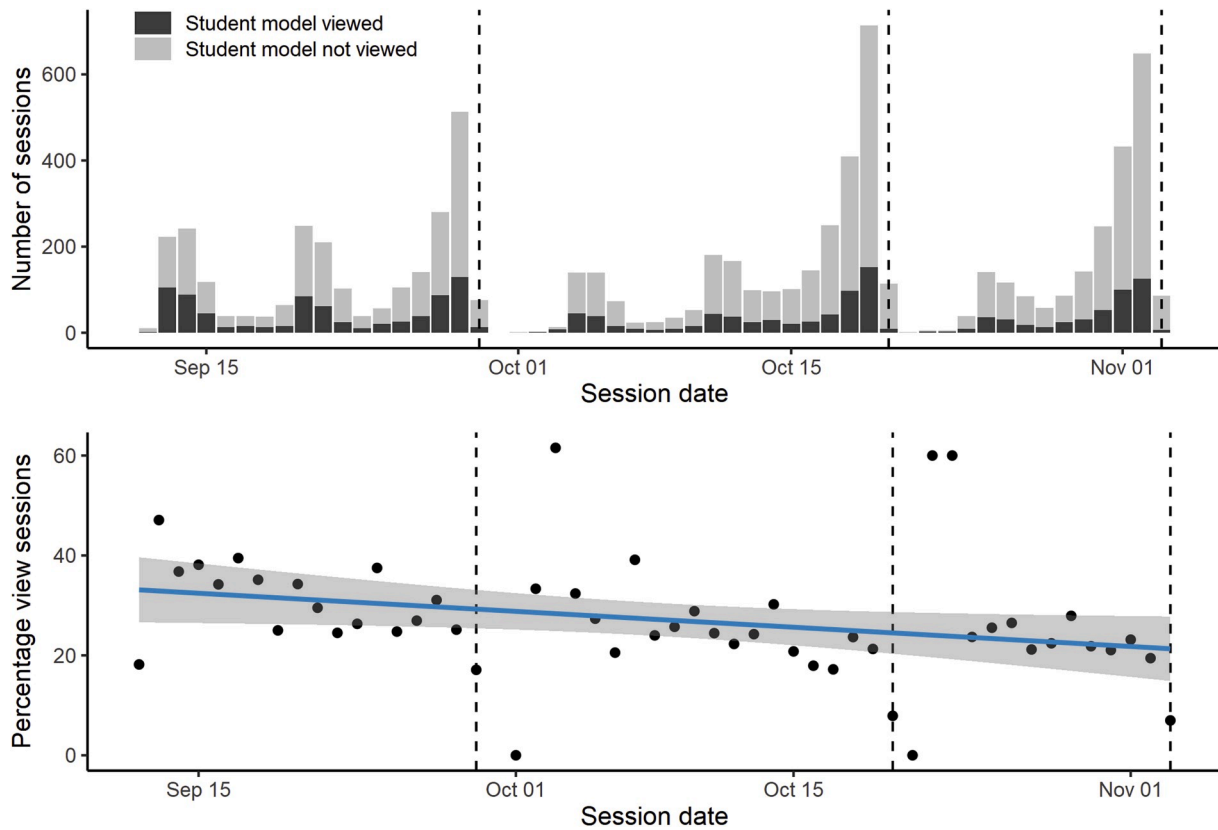 Student model viewed
Student model not viewed
Number of sessions
600
400
200
0
Sep 15
Oct 01
Oct 15
Nov 01
Session date
Percentage view sessions
60
40
20
0
Sep 15
Oct 01
Oct 15
Nov 01
Session date